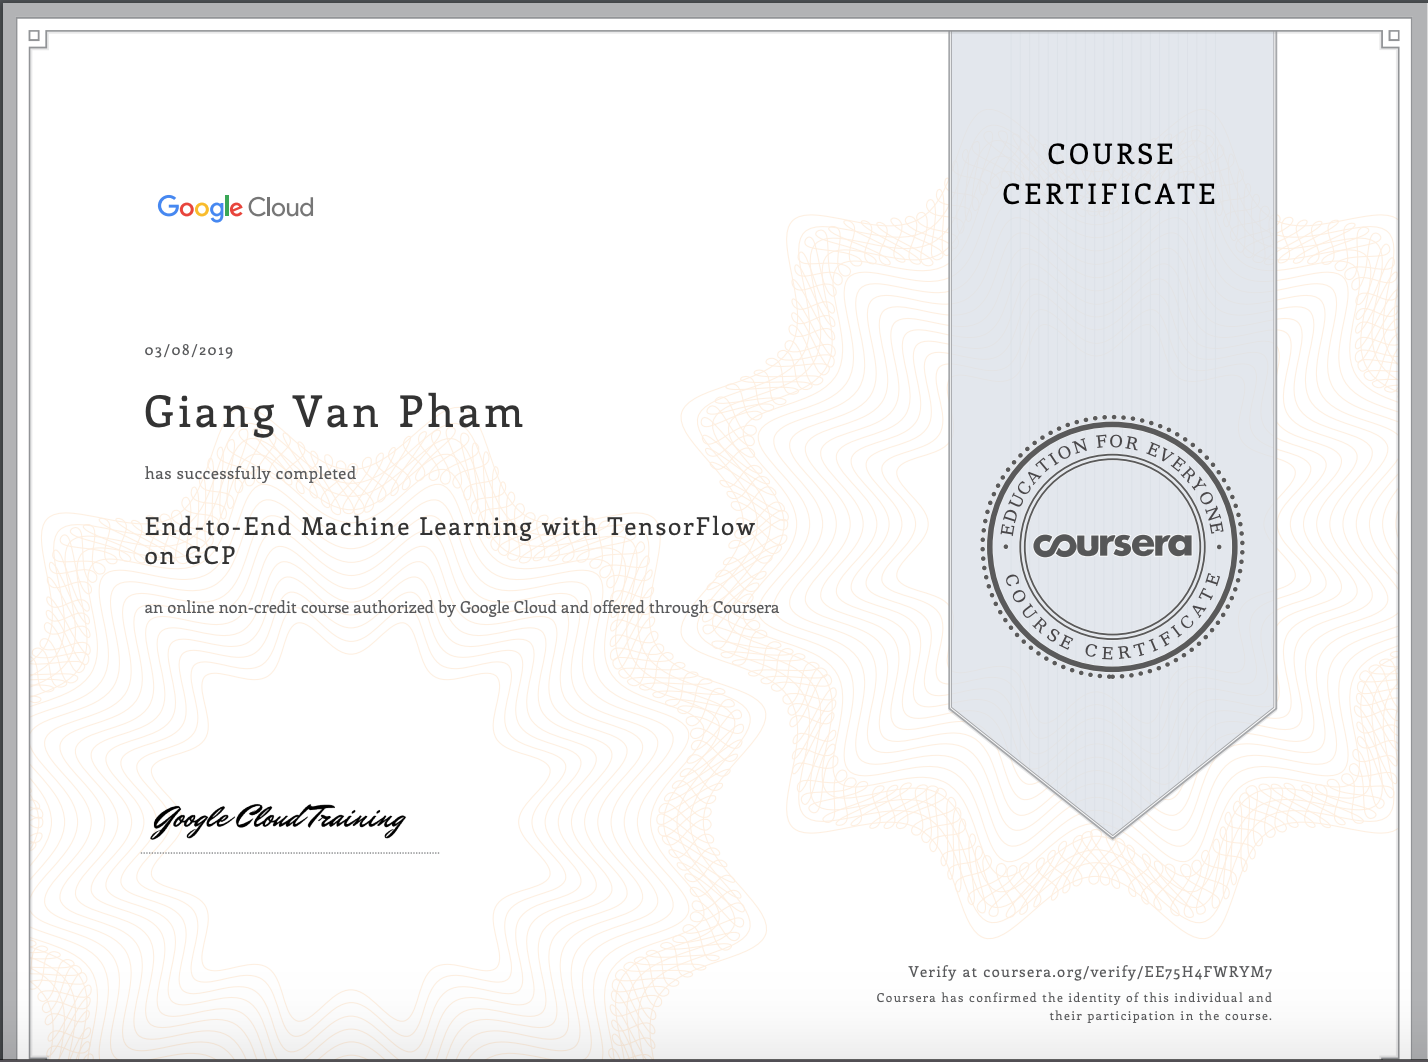 Google Cloud
03/08/2019
Giang Van Pham
has successfully completed
End-to-End Machine Learning with TensorFlow
on GCP
an online non-credit course authorized by Google Cloud and offered through Coursera
Google Cloud Training
COURSE
CERTIFICATE
EDUCATION FOR EVERYONE
coursera
COURSE CERTIFICATE
Verify at coursera.org/verify/EE75H4FWRYM7
Coursera has confirmed the identity of this individual and
their participation in the course.